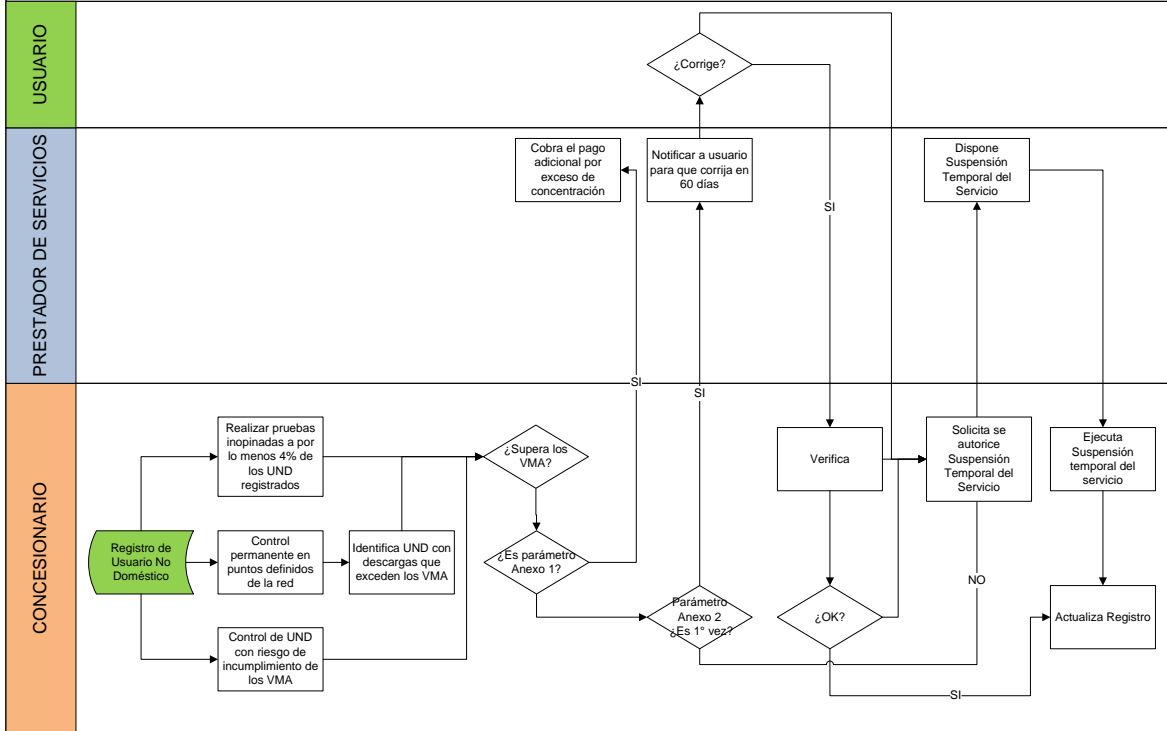 USUARIO
¿Corrige?
PRESTADOR DE SERVICIOS
Cobra el pago
adicional por
exceso de
concentración
Notificar a usuario
para que corrija en
60 días
SI
Dispone
Suspensión
Temporal del
Servicio
SI
SI
CONCESIONARIO
Realizar pruebas
inopinadas a por
lo menos 4% de
los UND
registrados
¿Supera los
VMA?
Verifica
Solicita se
autorice
Suspensión
Temporal del
Servicio
Ejecuta
Suspensión
temporal del
servicio
Registro de
Usuario No
Doméstico
Control
permanente en
puntos definidos
de la red
Identifica UND con
descargas que
exceden los VMA
¿Es parámetro
Anexo 1?
NO
Parámetro
Anexo 2
¿Es 1° vez?
¿OK?
Actualiza Registro
Control de UND
con riesgo de
incumplimiento de
los VMA
SI